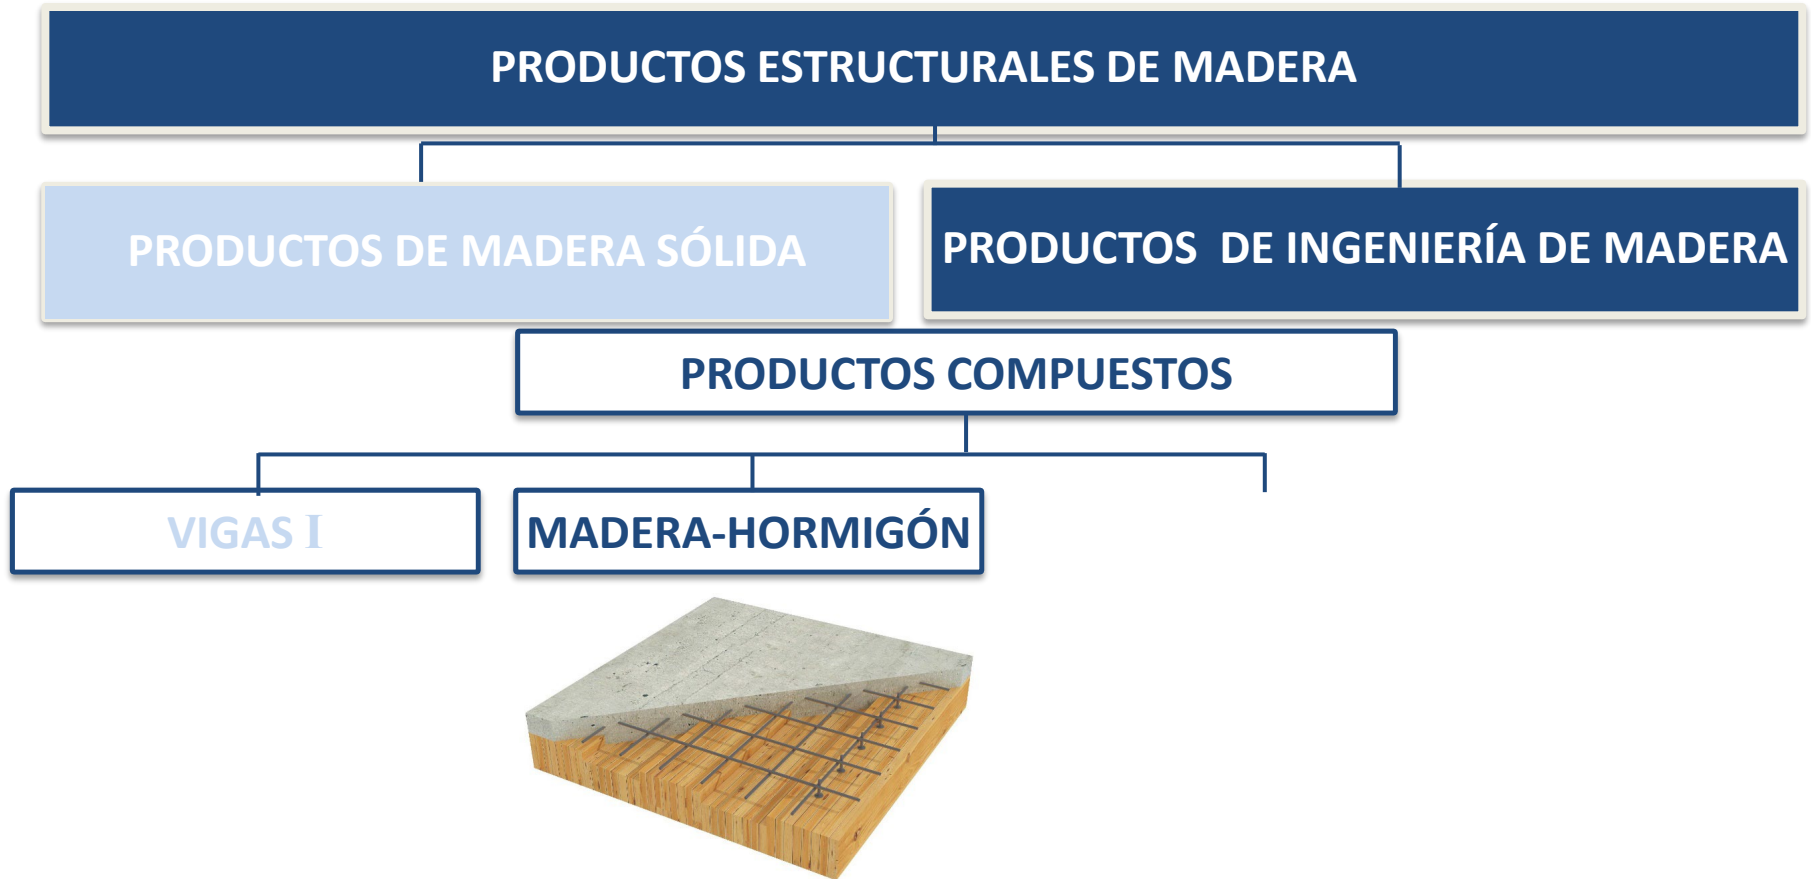 PRODUCTOS ESTRUCTURALES DE MADERA
PRODUCTOS DE MADERA SÓLIDA
PRODUCTOS DE INGENIERÍA DE MADERA
PRODUCTOS COMPUESTOS
VIGAS I
MADERA-HORMIGÓN